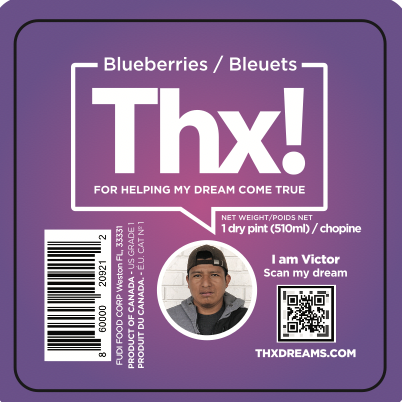 Blueberries / Bleuets
Thx!
FOR HELPING MY DREAM COME TRUE
NET WEIGHT/POIDS NET
1 dry pint (510ml) / chopine
I am Victor
Scan my dream
THXDREAMS.COM
8 60000 20921 2
FUDI FOOD CORP Weston FL, 33331
PRODUCT OF CANADA - US GRADE 1
PRODUIT DU CANADA, - É.U. CAT Nº 1